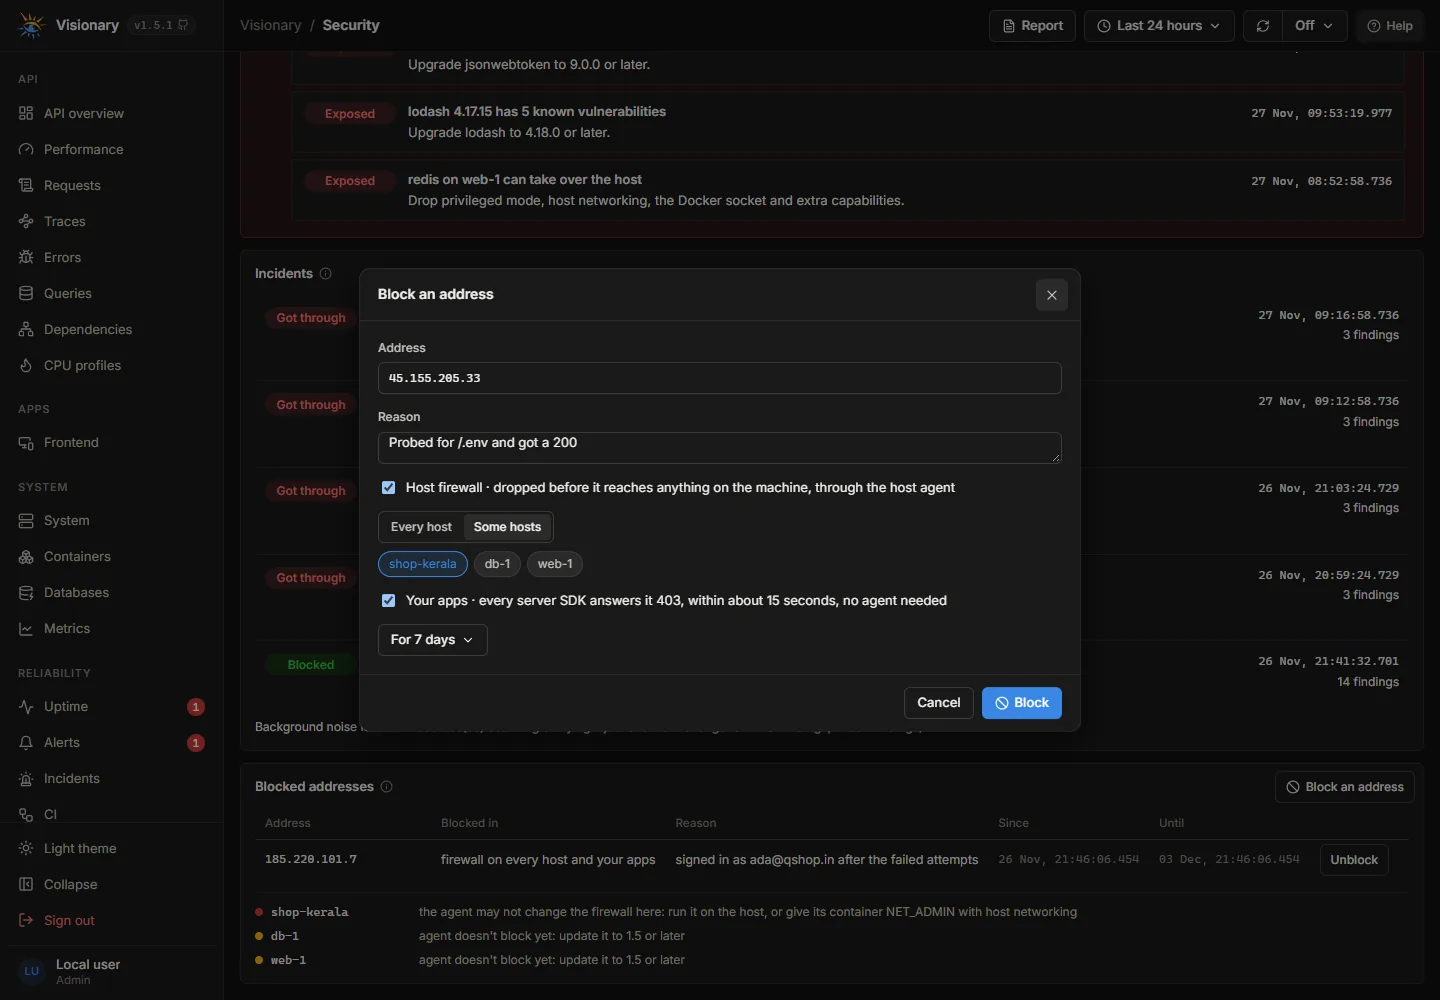 Visionary v1.5.1
Visionary / Security
Report
Last 24 hours
Off
Help
API
API overview
Performance
Requests
Traces
Errors
Queries
Dependencies
CPU profiles
APPS
Frontend
SYSTEM
System
Containers
Databases
Metrics
RELIABILITY
Uptime 1
Alerts 1
Incidents
CI
Light theme
Collapse
Sign out
LU Local user
Admin
Upgrade jsonwebtoken to 9.0.0 or later.
Exposed lodash 4.17.15 has 5 known vulnerabilities 27 Nov, 09:53:19.977
Upgrade lodash to 4.18.0 or later.
Exposed redis on web-1 can take over the host 27 Nov, 08:52:58.736
Drop privileged mode, host networking, the Docker socket and extra capabilities.
Incidents
Got through 27 Nov, 09:16:58.736
3 findings
Got through 27 Nov, 09:12:58.736
3 findings
Got through 26 Nov, 21:03:24.729
3 findings
Got through 26 Nov, 20:59:24.729
3 findings
Blocked 26 Nov, 21:41:32.701
14 findings
Background noise
Block an address
Address
45.155.205.33
Reason
Probed for /.env and got a 200
Host firewall · dropped before it reaches anything on the machine, through the host agent
Every host Some hosts
shop-kerala db-1 web-1
Your apps · every server SDK answers it 403, within about 15 seconds, no agent needed
For 7 days
Cancel Block
Blocked addresses
Block an address
Address Blocked in Reason Since Until
185.220.101.7 firewall on every host and your apps signed in as ada@qshop.in after the failed attempts 26 Nov, 21:46:06.454 03 Dec, 21:46:06.454 Unblock
shop-kerala the agent may not change the firewall here: run it on the host, or give its container NET_ADMIN with host networking
db-1 agent doesn't block yet: update it to 1.5 or later
web-1 agent doesn't block yet: update it to 1.5 or later